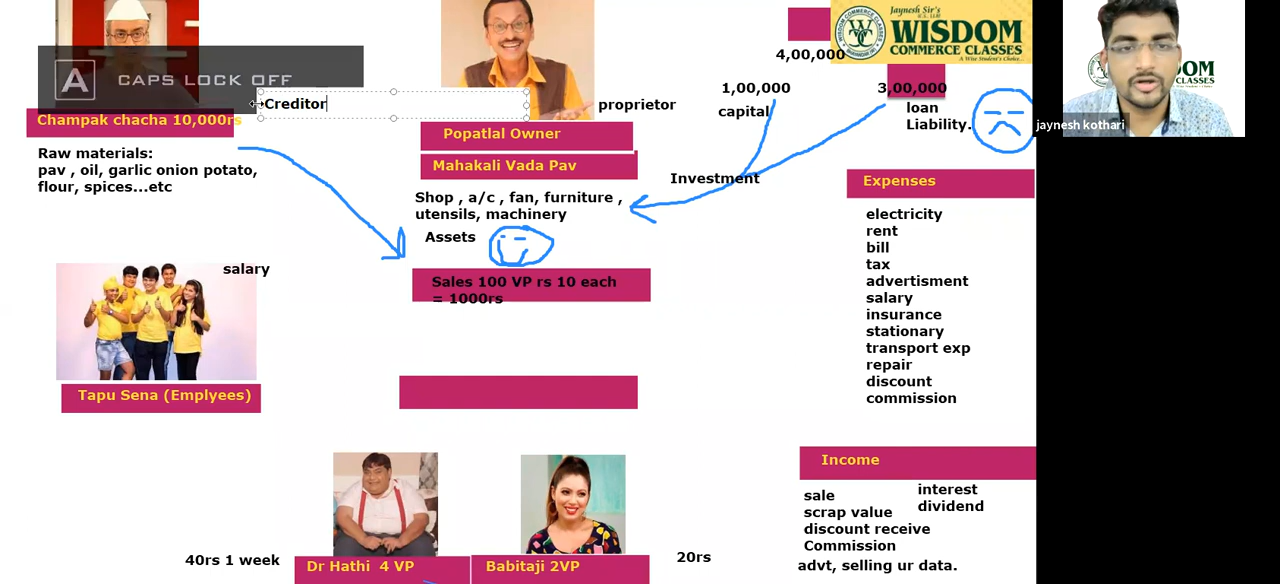 Jaynesh Sir's
WISDOM
COMMERCE CLASSES
A Wise Student's Choice...
4,00,000
CAPS LOCK OFF
A
Creditor
proprietor
1,00,000
capital
3,00,000
loan
Liability.
jaynesh kothari
Champak chacha 10,000rs
Popatlal Owner
Mahakali Vada Pav
Raw materials:
pav , oil, garlic onion potato,
flour, spices...etc
Investment
Expenses
Shop , a/c , fan, furniture ,
utensils, machinery
Assets
electricity
rent
bill
tax
advertisment
salary
insurance
stationary
transport exp
repair
discount
commission
salary
Sales 100 VP rs 10 each
= 1000rs
Tapu Sena (Emplyees)
Income
sale
scrap value
discount receive
Commission
advt, selling ur data.
interest
dividend
40rs 1 week
Dr Hathi 4 VP
Babitaji 2VP
20rs